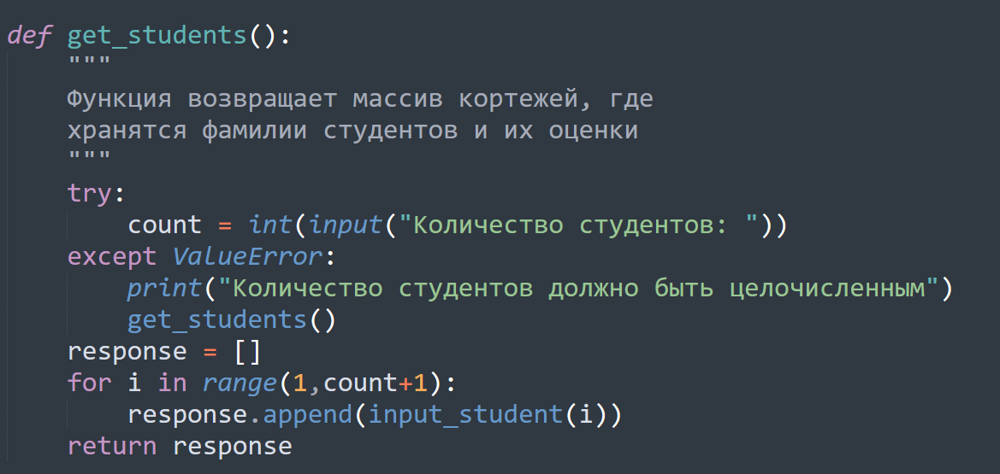 def get_students():
    """
    Функция возвращает массив кортежей, где
    хранятся фамилии студентов и их оценки
    """
    try:
        count = int(input("Количество студентов: "))
    except ValueError:
        print("Количество студентов должно быть целочисленным")
        get_students()
    response = []
    for i in range(1,count+1):
        response.append(input_student(i))
    return response